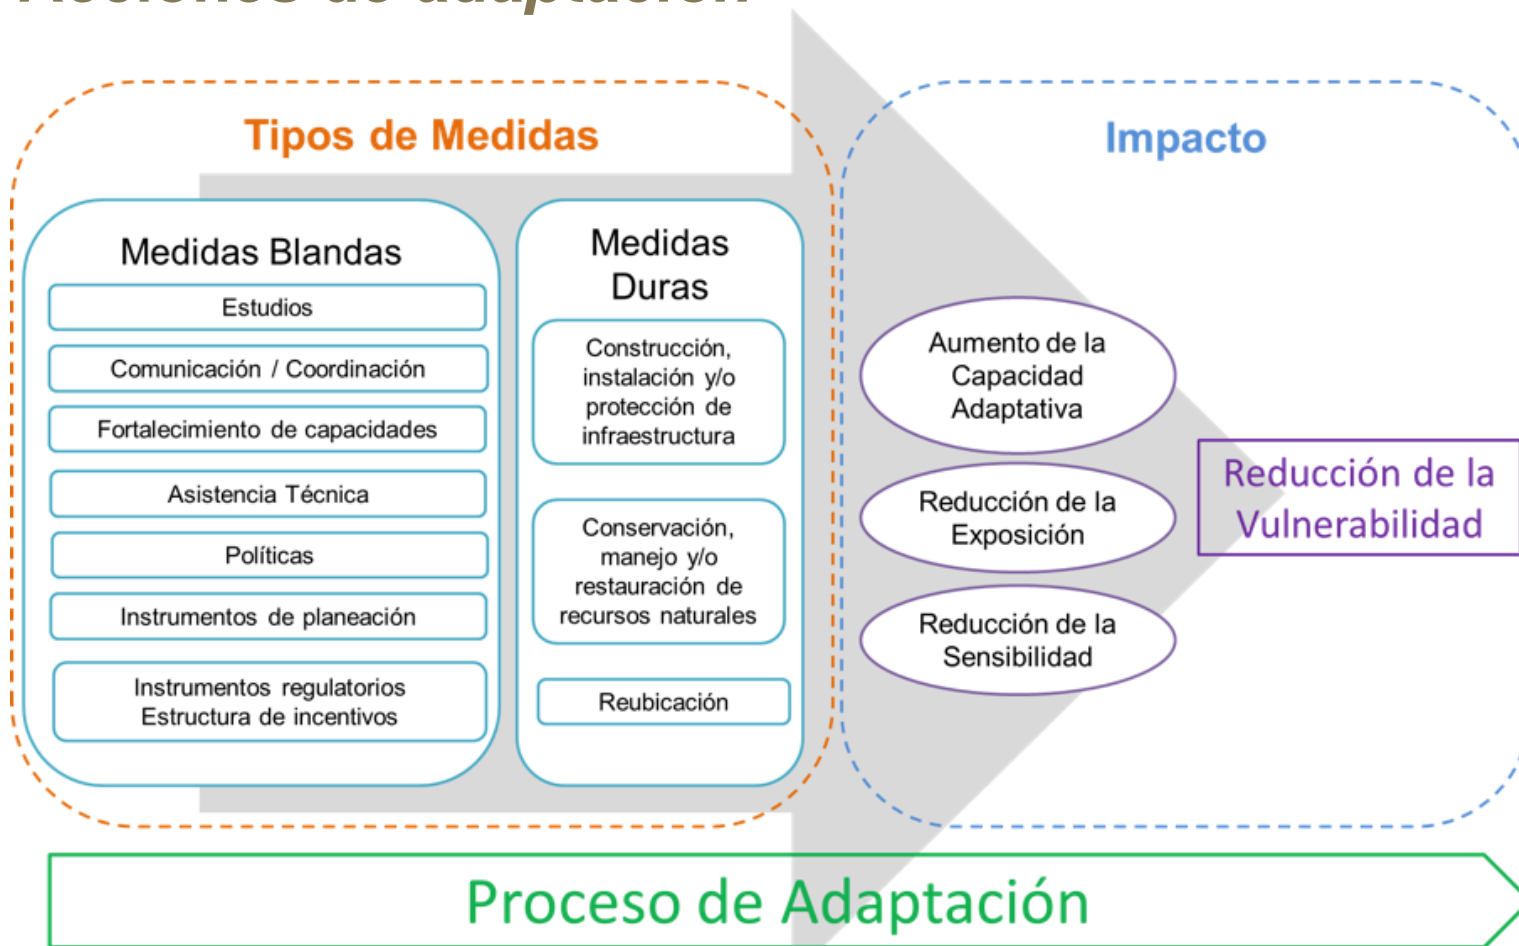 Acciones de adaptación
Tipos de Medidas
Medidas Blandas
Estudios
Comunicación / Coordinación
Fortalecimiento de capacidades
Asistencia Técnica
Políticas
Instrumentos de planeación
Instrumentos regulatorios
Estructura de incentivos
Medidas
Duras
Construcción,
instalación y/o
protección de
infraestructura
Conservación,
manejo y/o
restauración de
recursos naturales
Reubicación
Impacto
Aumento de la
Capacidad
Adaptativa
Reducción de la
Exposición
Reducción de la
Sensibilidad
Reducción de la
Vulnerabilidad
Proceso de Adaptación